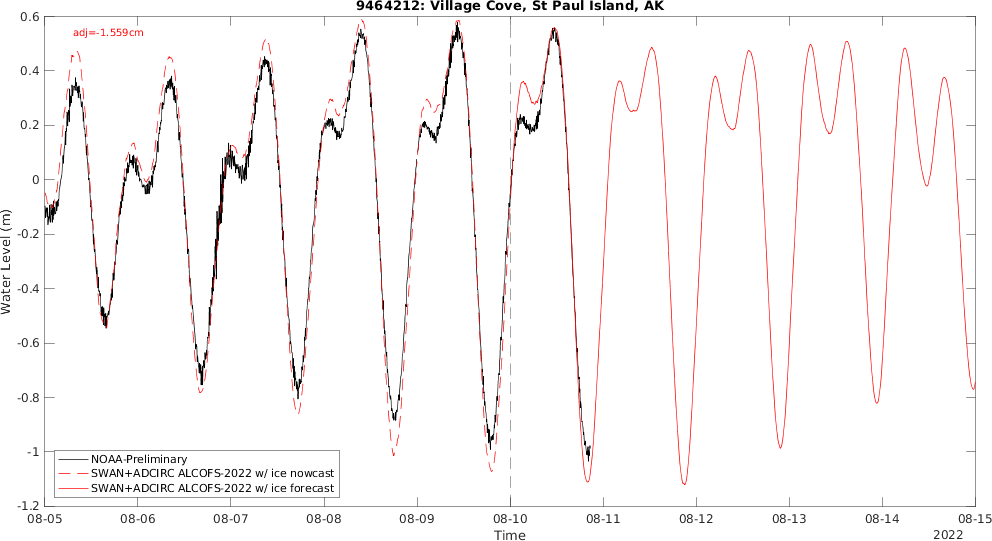 9464212: Village Cove, St Paul Island, AK
adj=-1.559cm
Water Level (m)
0.6
0.4
0.2
0
-0.2
-0.4
-0.6
-0.8
-1
-1.2
NOAA-Preliminary
SWAN+ADCIRC ALCOFS-2022 w/ ice nowcast
SWAN+ADCIRC ALCOFS-2022 w/ ice forecast
08-05 08-06 08-07 08-08 08-09 08-10 08-11 08-12 08-13 08-14 08-15
Time
2022